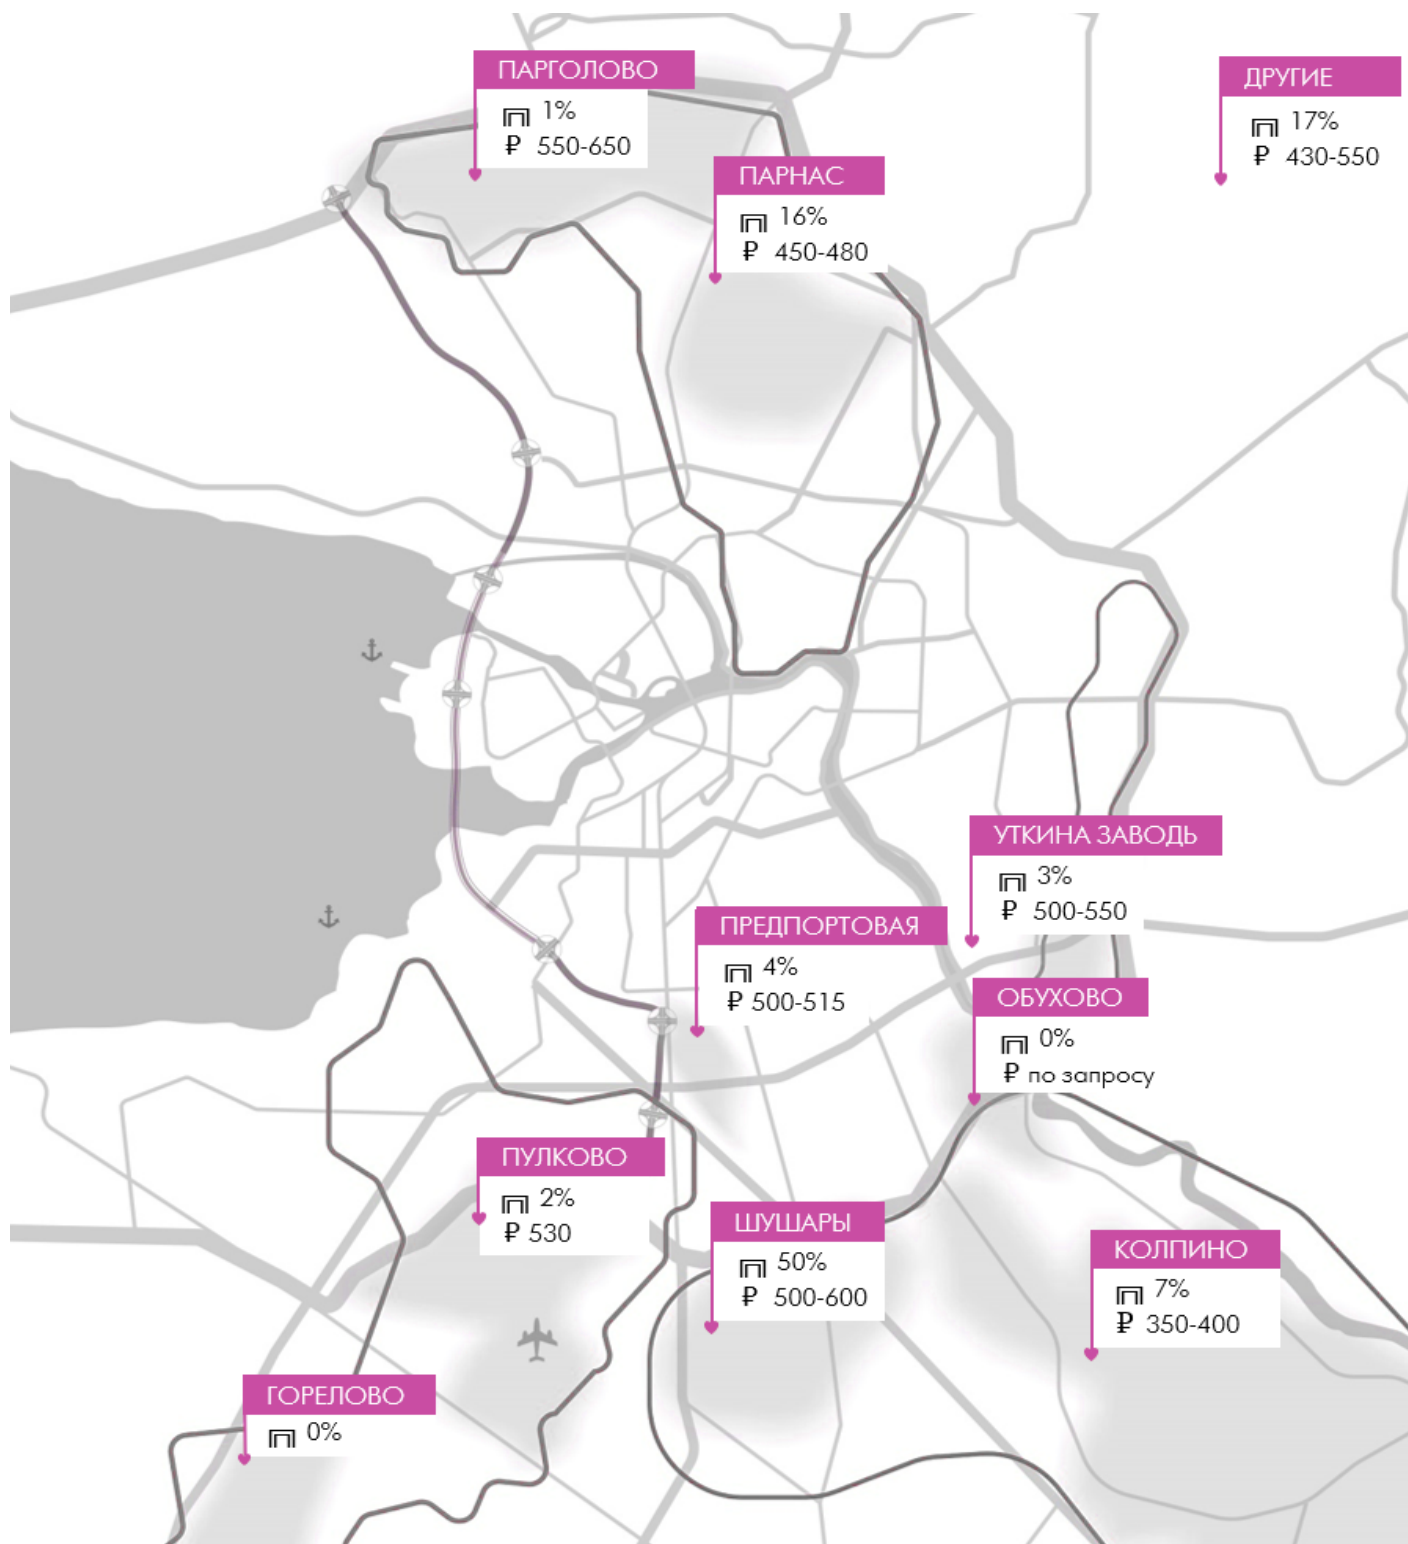 ПАРГОЛОВО
1%
₽ 550-650
ДРУГИЕ
17%
₽ 430-550
ПАРНАС
16%
₽ 450-480
УТКИНА ЗАВОДЬ
3%
₽ 500-550
ПРЕДПОРТОВАЯ
4%
₽ 500-515
ОБУХОВО
0%
₽ по запросу
ПУЛКОВО
2%
₽ 530
ШУШАРЫ
50%
₽ 500-600
КОЛПИНО
7%
₽ 350-400
ГОРЕЛОВО
0%